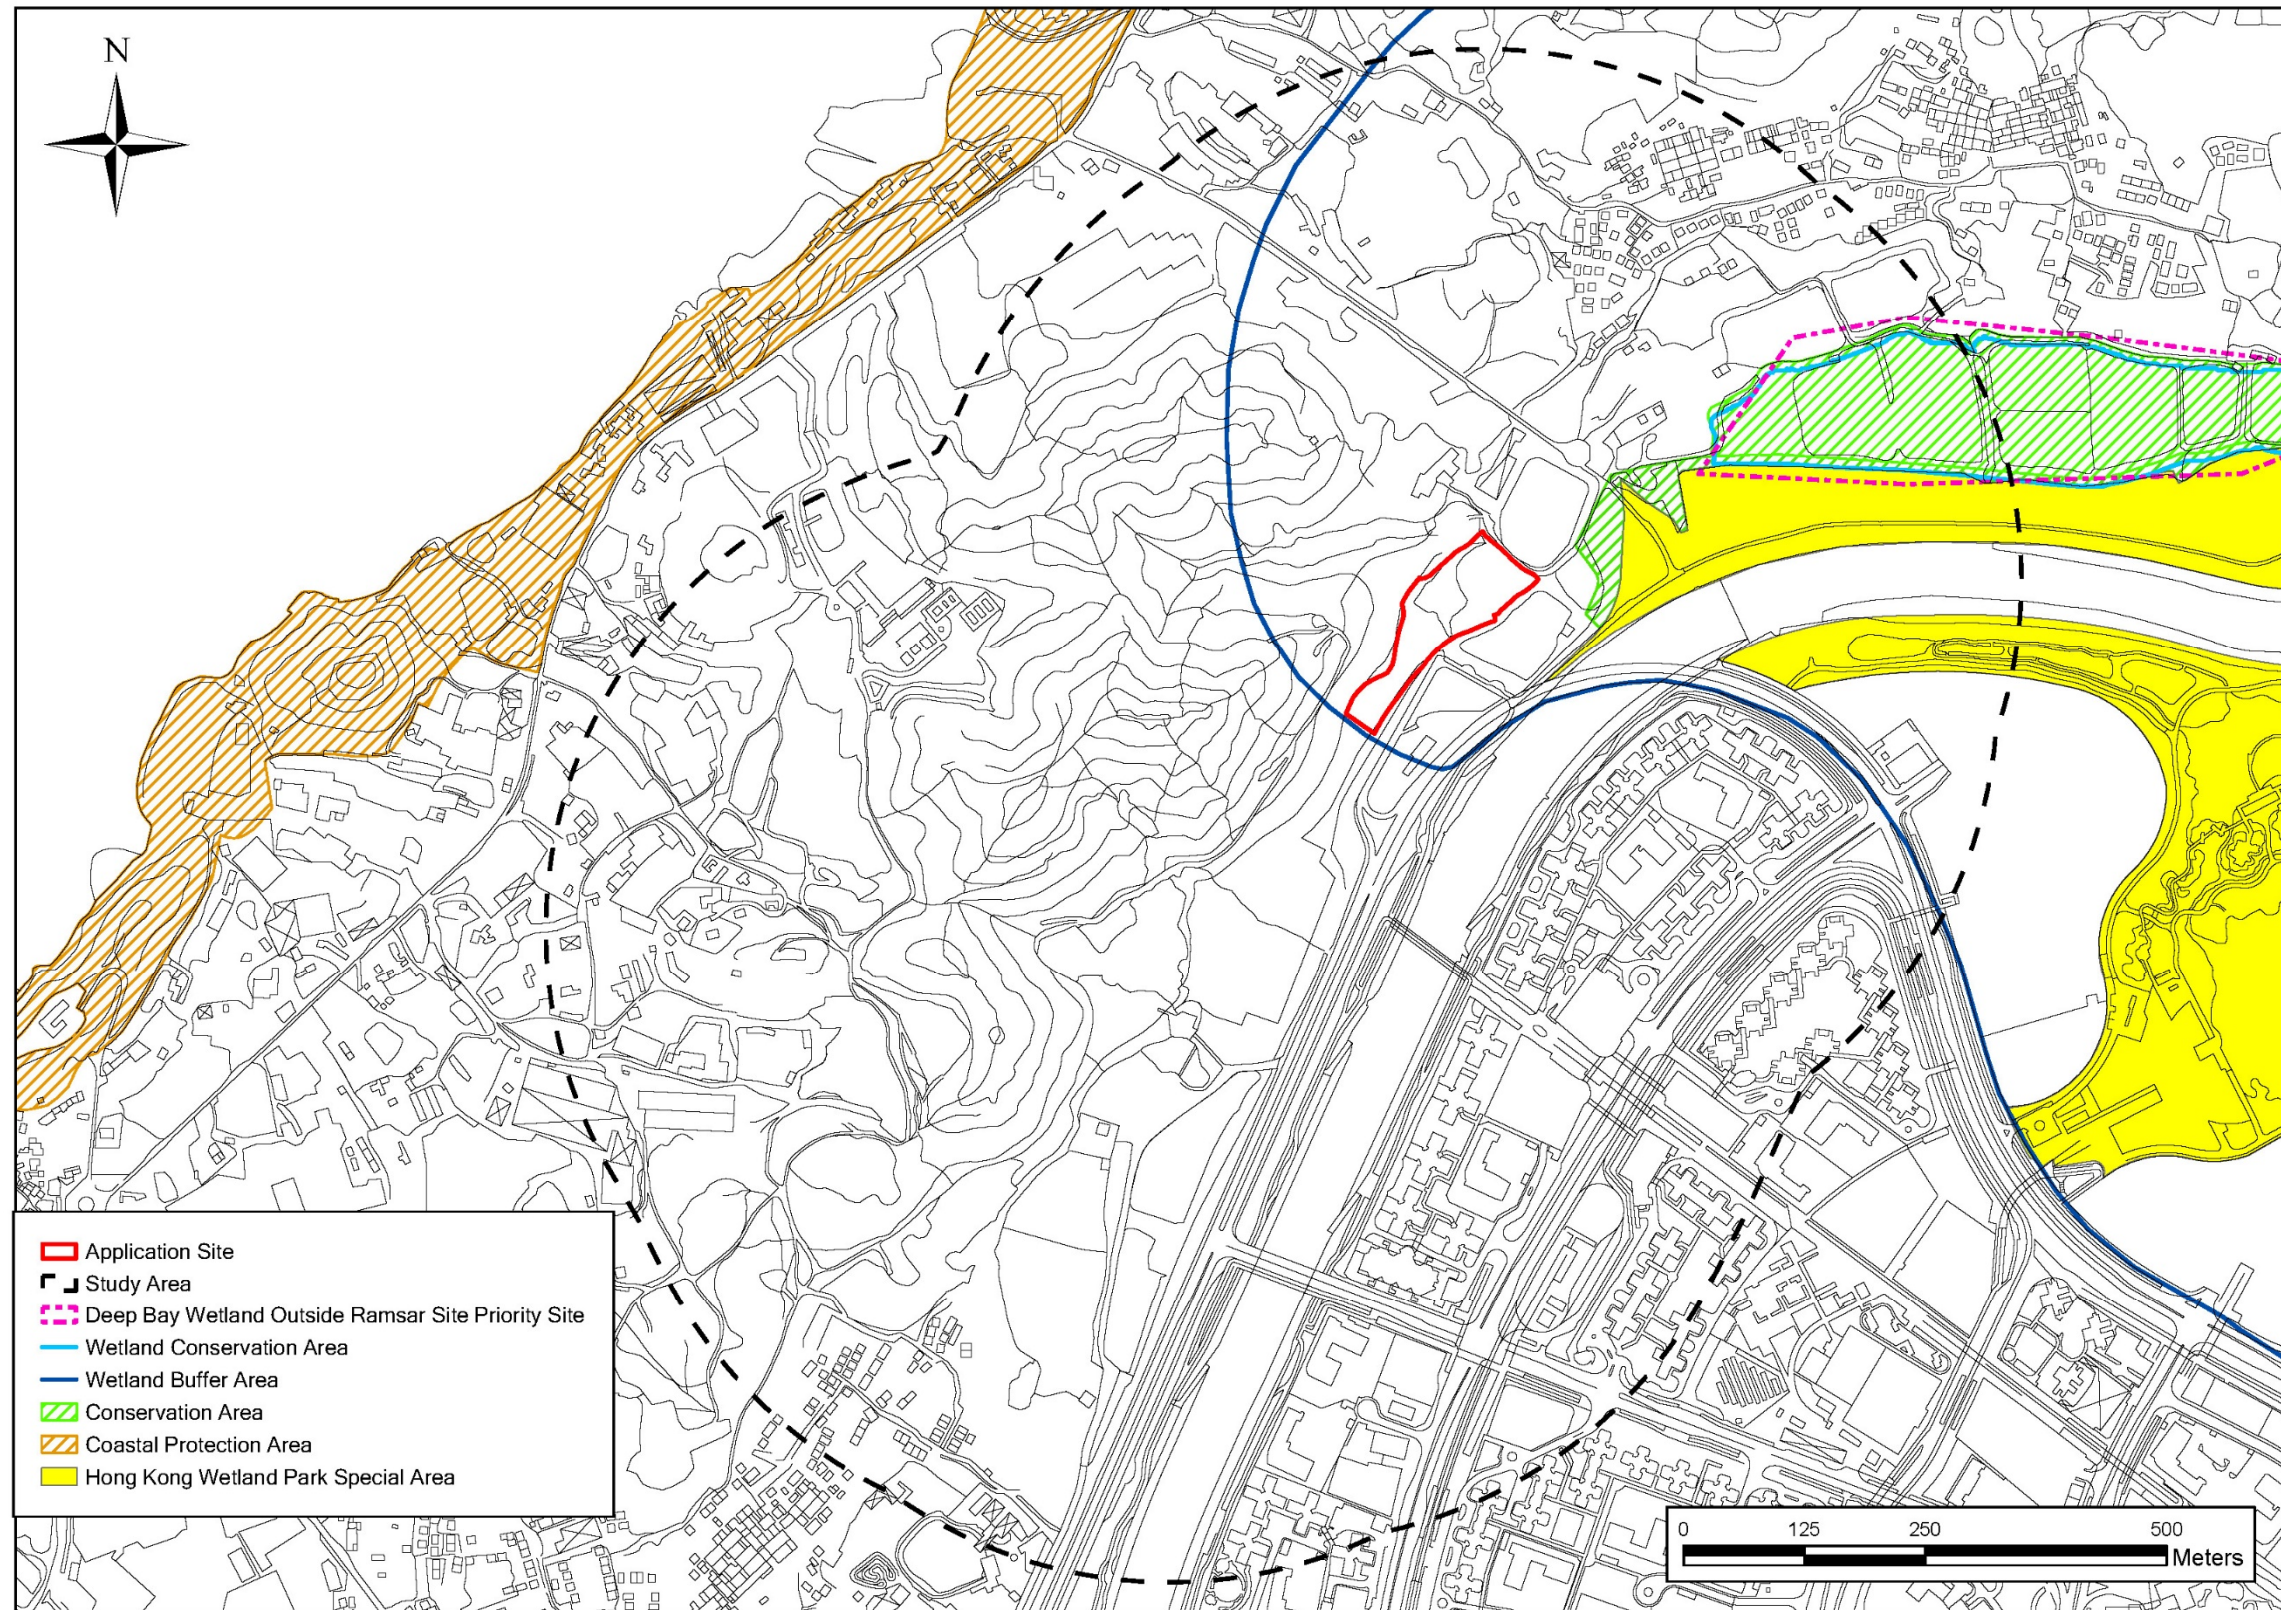 N
Application Site
Study Area
Deep Bay Wetland Outside Ramsar Site Priority Site
Wetland Conservation Area
Wetland Buffer Area
Conservation Area
Coastal Protection Area
Hong Kong Wetland Park Special Area
0 125 250 500
Meters